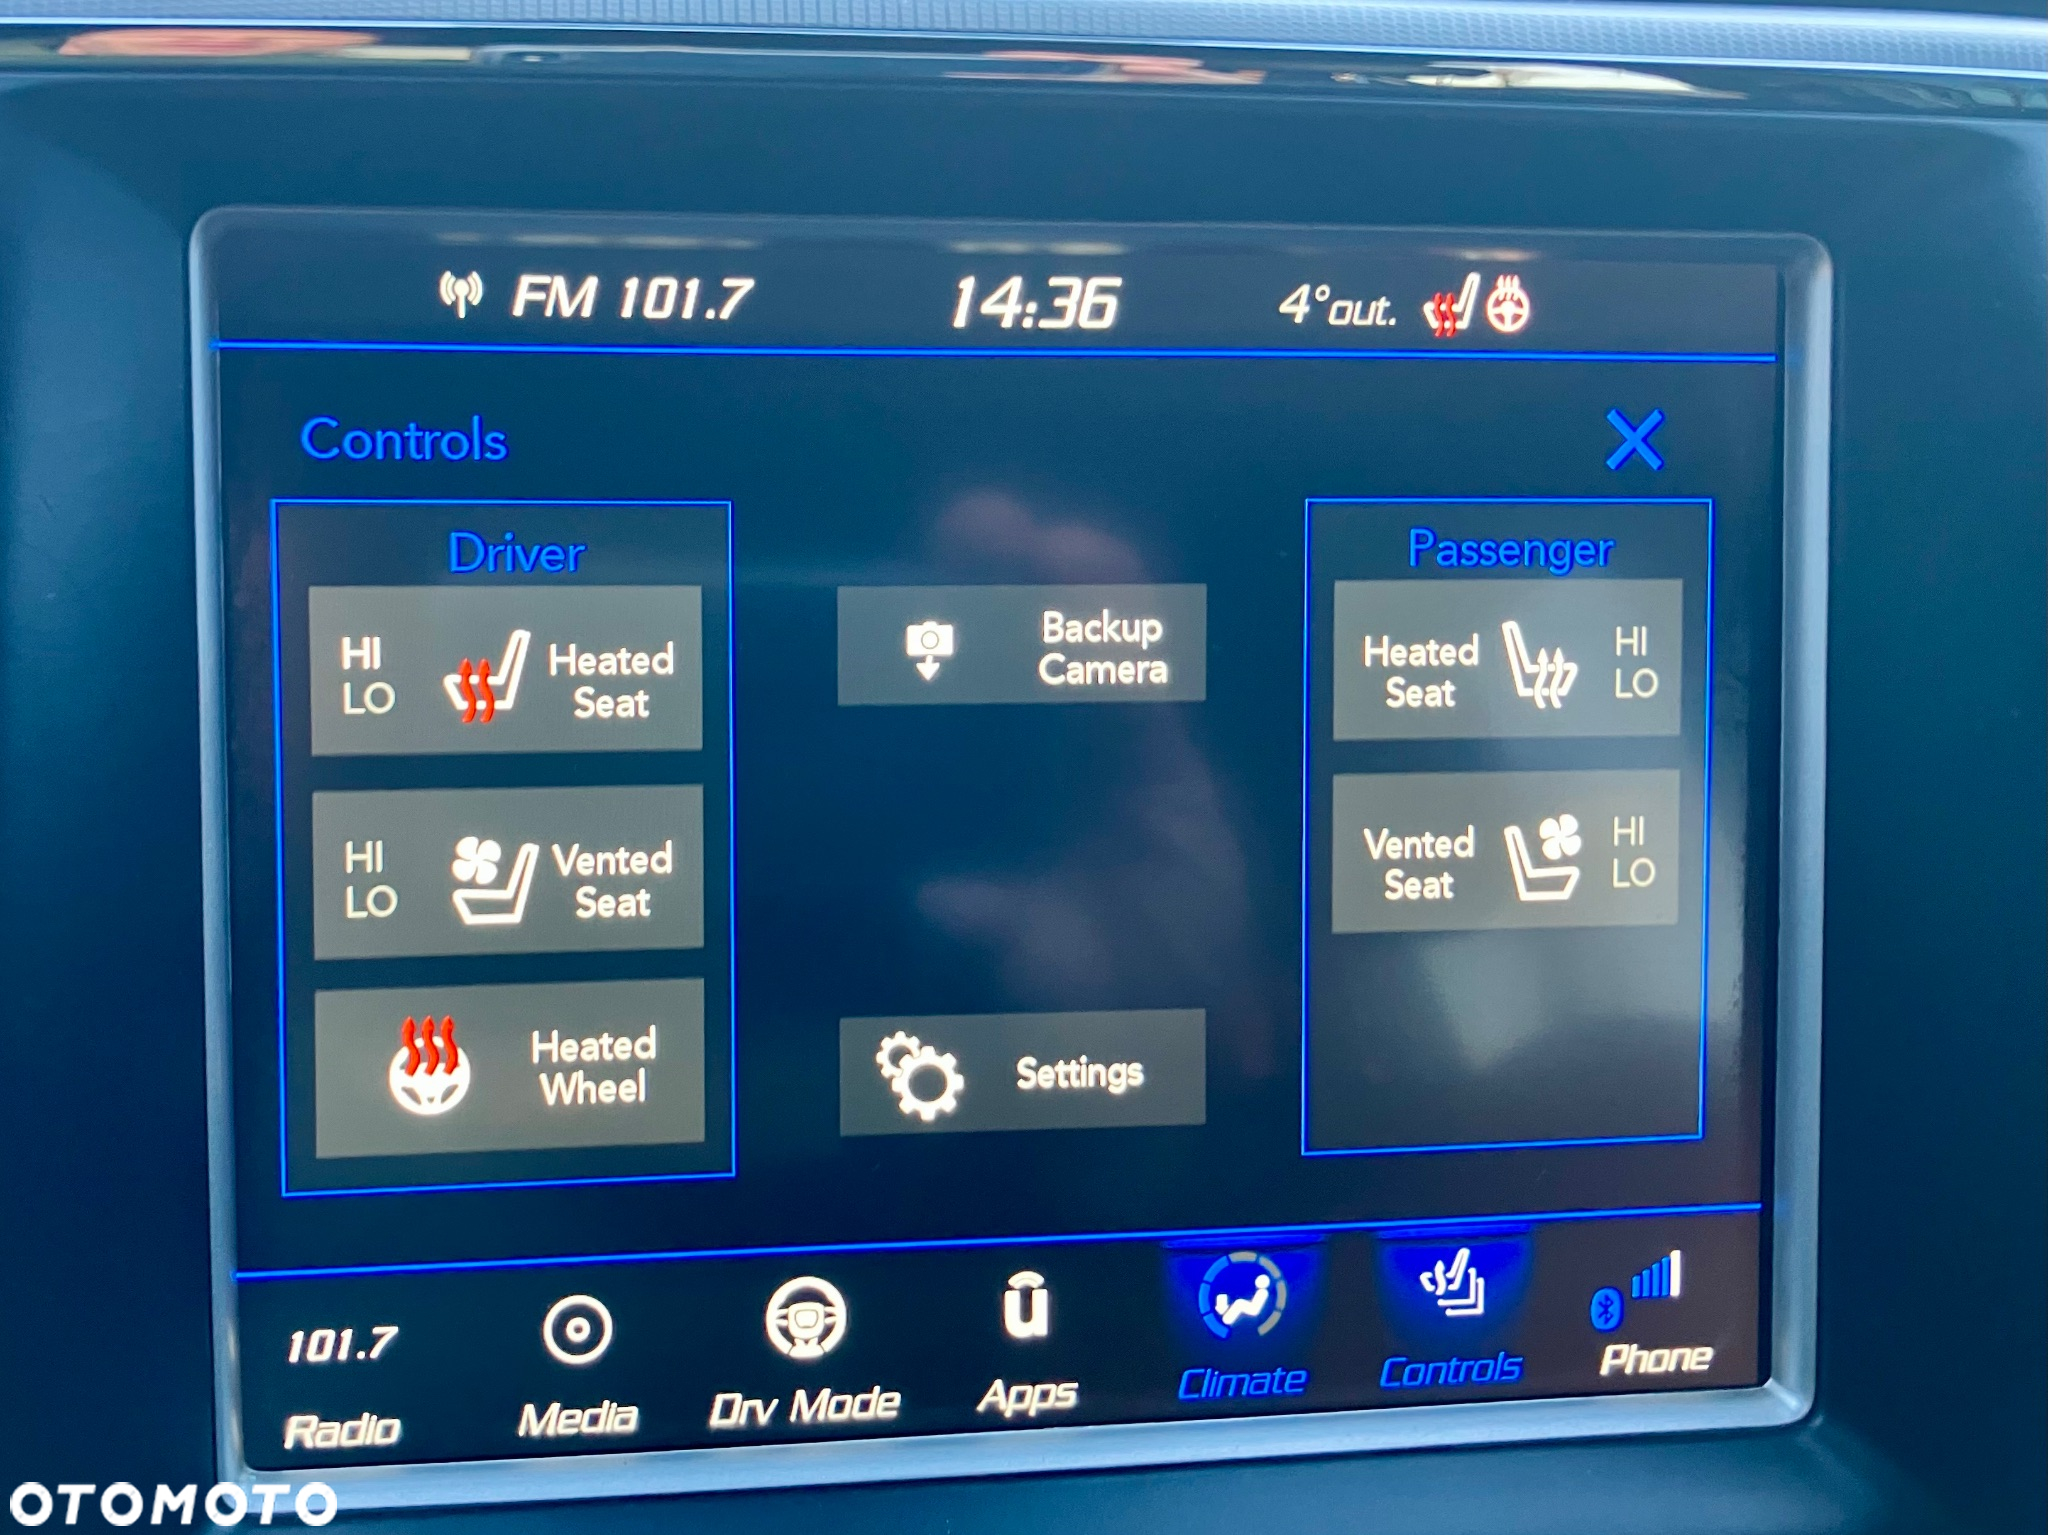 FM 101.7 14:36 4°out.
Controls
Driver
HI
LO
Heated
Seat
HI
LO
Vented
Seat
Heated
Wheel
Backup
Camera
Settings
Passenger
Heated
Seat
HI
LO
Vented
Seat
HI
LO
101.7
Radio
Media
Drv Mode
u
Apps
Climate
Controls
Phone
OTOMOTO